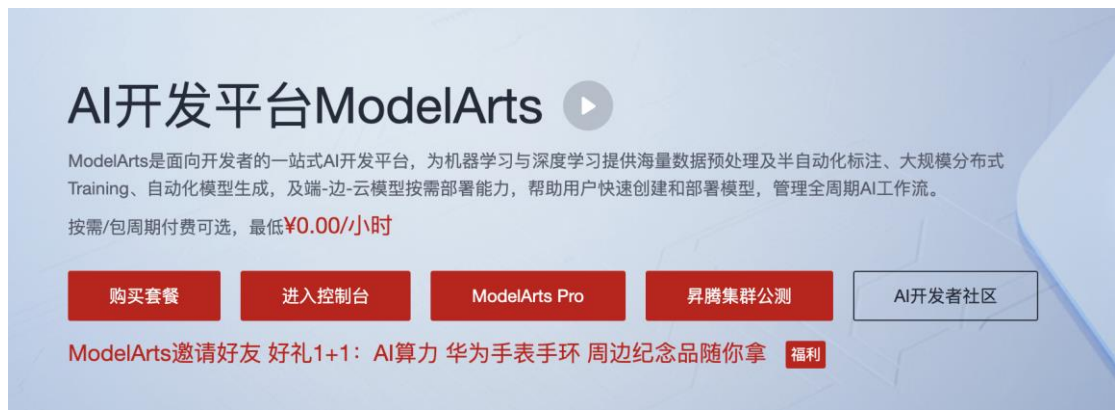 AI开发平台ModelArts
ModelArts是面向开发者的一站式AI开发平台，为机器学习与深度学习提供海量数据预处理及半自动化标注、大规模分布式
Training、自动化模型生成，及端-边-云模型按需部署能力，帮助用户快速创建和部署模型，管理全周期AI工作流。
按需/包周期付费可选，最低¥0.00/小时
购买套餐 进入控制台 ModelArts Pro 昇腾集群公测 AI开发者社区
ModelArts邀请好友 好礼1+1：AI算力 华为手表手环 周边纪念品随你拿 福利